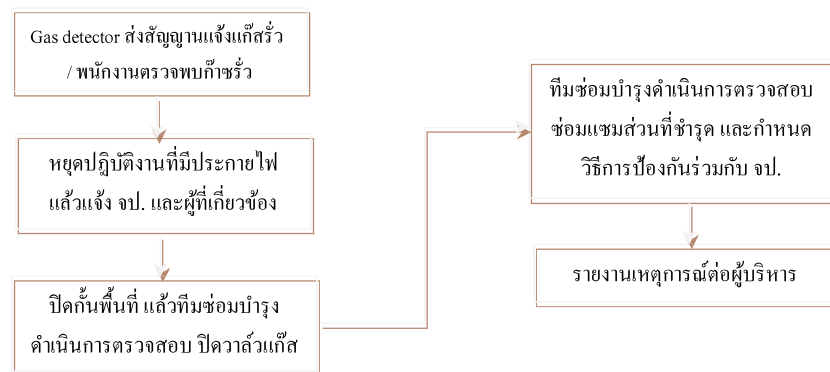 Gas detector ส่งสัญญานแจ้งแก๊สรั่ว
/ พนักงานตรวจพบก๊าซรั่ว
หยุดปฏิบัติงานที่มีประกายไฟ
แล้วแจ้ง จป. และผู้ที่เกี่ยวข้อง
ปิดกั้นพื้นที่ แล้วทีมซ่อมบำรุง
ดำเนินการตรวจสอบ ปิดวาล์วแก๊ส
ทีมซ่อมบำรุงดำเนินการตรวจสอบ
ซ่อมแซมส่วนที่ชำรุด และกำหนด
วิธีการป้องกันร่วมกับ จป.
รายงานเหตุการณ์ต่อผู้บริหาร